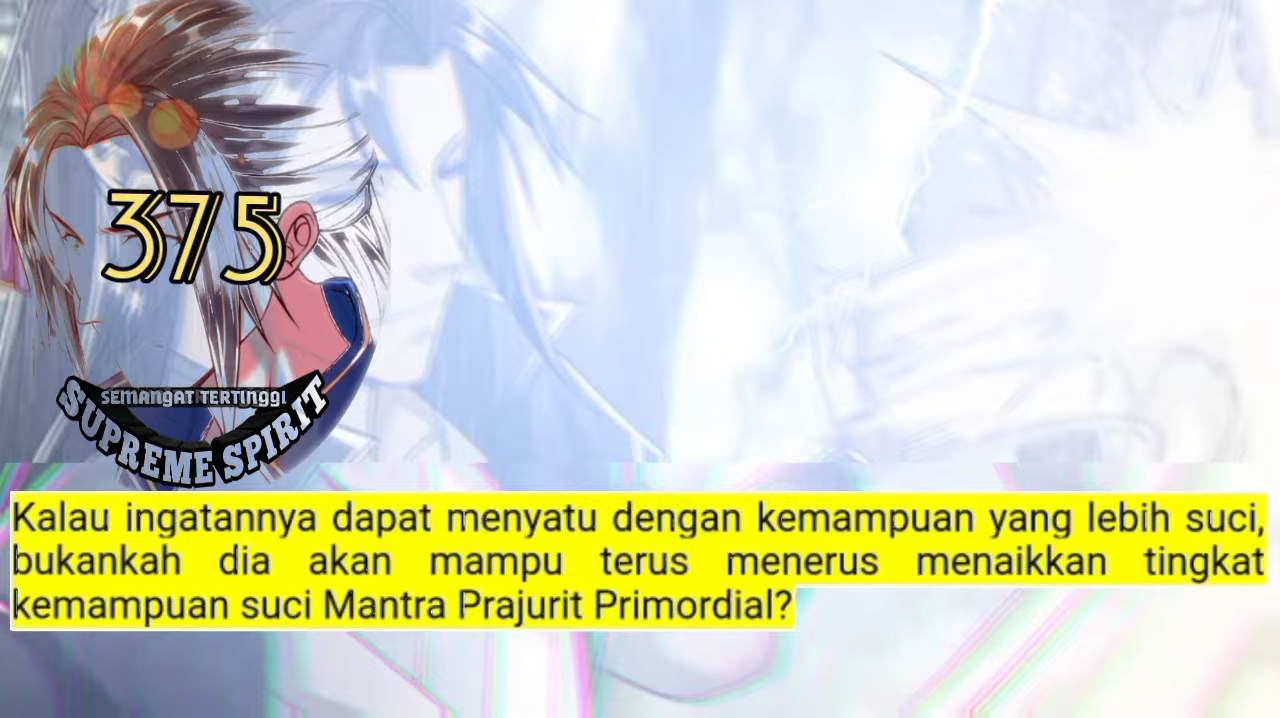 375
SEMANGAT TERTINGGI
SUPREME SPIRIT
Kalau ingatannya dapat menyatu dengan kemampuan yang lebih suci,
bukankah dia akan mampu terus menerus menaikkan tingkat
kemampuan suci Mantra Prajurit Primordial?